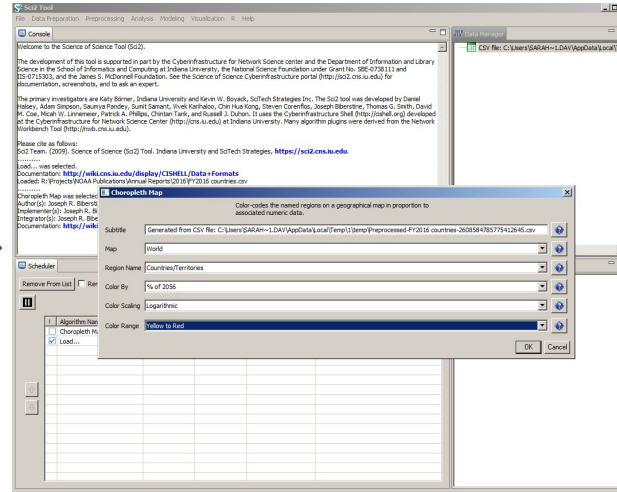 Sci2 Tool
File Data Preparation Preprocessing Analysis Modeling Visualization R Help
Console
Data Manager
CSV file: C:\Users\SARAH~1.DAV\AppData\Local\T
Welcome to the Science of Science Tool (Sci2).
The development of this tool is supported in part by the Cyberinfrastructure for Network Science center and the Department of Information and Library
Science in the School of Informatics and Computing at Indiana University, the National Science Foundation under Grant No. SBE-0738111 and
IIS-0715303, and the James S. McDonnell Foundation. See the Science of Science Cyberinfrastructure portal (http://sci2.cns.iu.edu) for
documentation, screenshots, and to ask an expert.
The primary investigators are Katy Börner, Indiana University and Kevin W. Boyack, SciTech Strategies Inc. The Sci2 tool was developed by Daniel
Halsey, Adam Simpson, Saumya Pandey, Sumit Samant, Vivek Karihaloo, Chin Hua Kong, Steven Corenflos, Joseph Biberstine, Thomas G. Smith, David
M. Coe, Micah W. Linnemeier, Patrick A. Phillips, Chintan Tank, and Russell J. Duhon. It uses the Cyberinfrastructure Shell (http://cishell.org) developed
at the Cyberinfrastructure for Network Science Center (http://cns.iu.edu) at Indiana University. Many algorithm plugins were derived from the Network
Workbench Tool (http://nwb.cns.iu.edu).
Please cite as follows:
Sci2 Team. (2009). Science of Science (Sci2) Tool. Indiana University and SciTech Strategies, https://sci2.cns.iu.edu.
..........
Load... was selected.
Documentation: http://wiki.cns.iu.edu/display/CISHELL/Data+Formats
Loaded: R:\Projects\NOAA Publications\Annual Reports\2016\FY2016 countries.csv
..........
Choropleth Map was selected
Author(s): Joseph R. Bibersti
Implementer(s): Joseph R. Bi
Integrator(s): Joseph R. Bibe
Documentation: http://wiki
Choropleth Map
Color-codes the named regions on a geographical map in proportion to
associated numeric data.
Subtitle Generated from CSV file: C:\Users\SARAH~1.DAV\AppData\Local\Temp\1\temp\Preprocessed-FY2016 countries-2608584785775412645.csv
Map World
Region Name Countries/Territories
Color By % of 2056
Color Scaling Logarithmic
Color Range Yellow to Red
OK Cancel
Scheduler
Remove From List Rem
! Algorithm Nam
Choropleth Ma
Load...